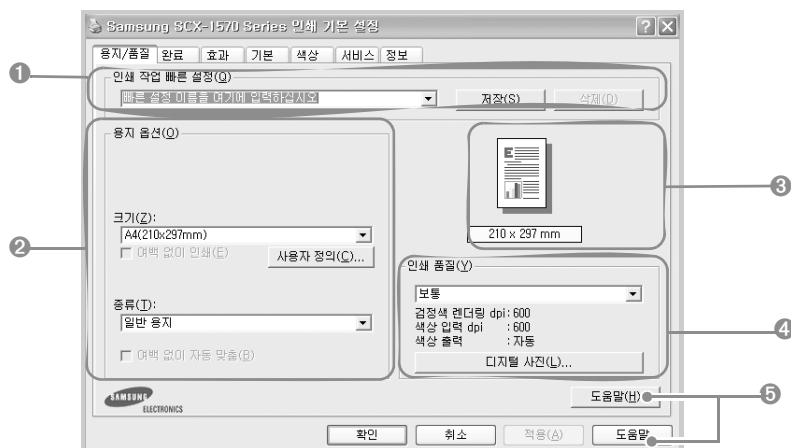 Samsung SCX-1570 Series 인쇄 기본 설정
용지/품질 완료 효과 기본 색상 서비스 정보
1
인쇄 작업 빠른 설정(Q)
빠른 설정 이름을 여기에 입력하십시오
저장(S)
삭제(D)
용지 옵션(O)
E
3
크기(Z):
A4(210x297mm)
210 x 297 mm
2
여백 없이 인쇄(E)
사용자 정의(C)...
인쇄 품질(Y)
보통
종류(T):
일반 용지
검정색 렌더링 dpi: 600
색상 입력 dpi : 600
색상 출력 : 자동
4
여백 없이 자동 맞춤(B)
디지털 사진(L)...
SAMSUNG
ELECTRONICS
도움말(H)
5
확인
취소
적용(A)
도움말